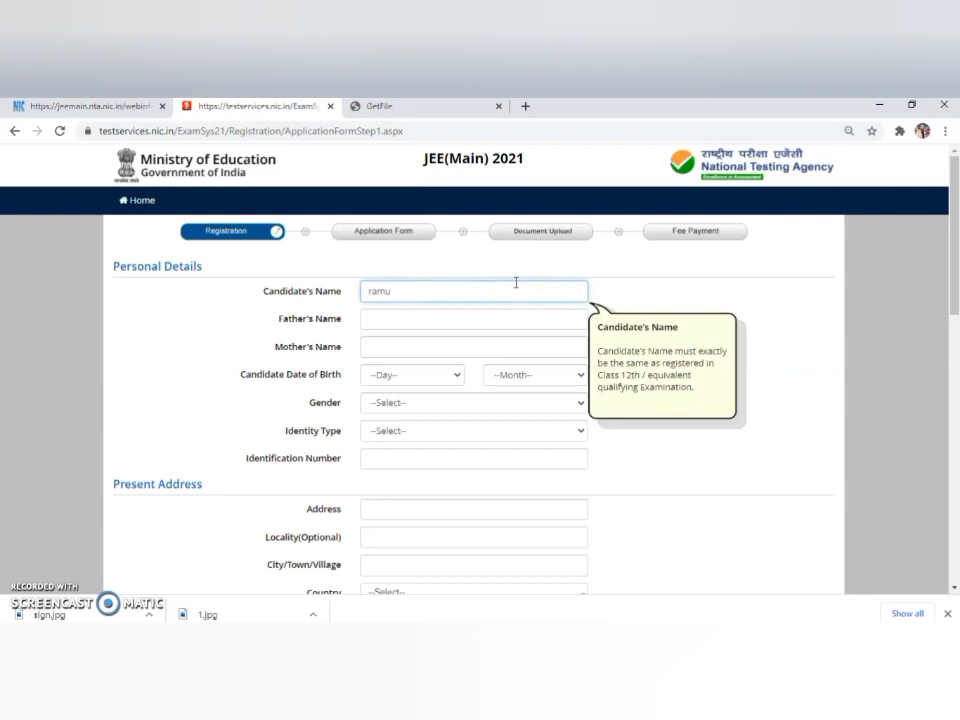 https://jeemain.nta.nic.in/webinf
https://testservices.nic.in/ExamSy
GetFile
testservices.nic.in/ExamSys21/Registration/ApplicationFormStep1.aspx
Ministry of Education
Government of India
JEE(Main) 2021
राष्ट्रीय परीक्षा एजेंसी
National Testing Agency
Excellence in Assessment
Home
Registration
Application Form
Document Upload
Fee Payment
Personal Details
Candidate's Name
ramu
Father's Name
Mother's Name
Candidate Date of Birth
--Day--
--Month--
Gender
--Select--
Identity Type
--Select--
Identification Number
Candidate's Name
Candidate's Name must exactly
be the same as registered in
Class 12th / equivalent
qualifying Examination.
Present Address
Address
Locality(Optional)
City/Town/Village
Country
--Select--
RECORDED WITH
SCREENCAST MATIC
sign.jpg
1.jpg
Show all